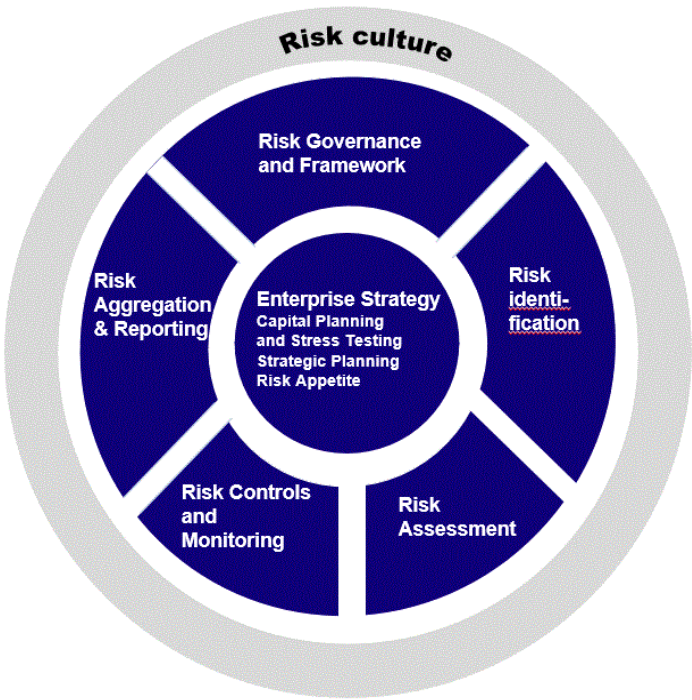 Risk culture
Risk Governance
and Framework
Risk
identi-
fication
Risk
Assessment
Risk Controls
and
Monitoring
Risk
Aggregation
& Reporting
Enterprise Strategy
Capital Planning
and Stress Testing
Strategic Planning
Risk Appetite